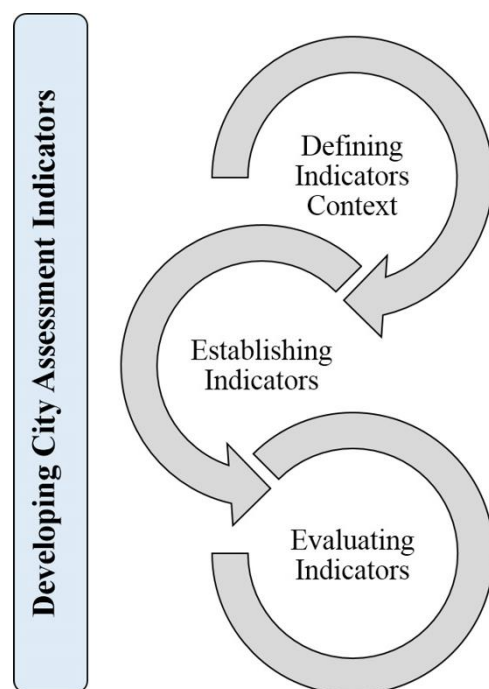 Developing City Assessment Indicators
Defining
Indicators
Context
Establishing
Indicators
Evaluating
Indicators